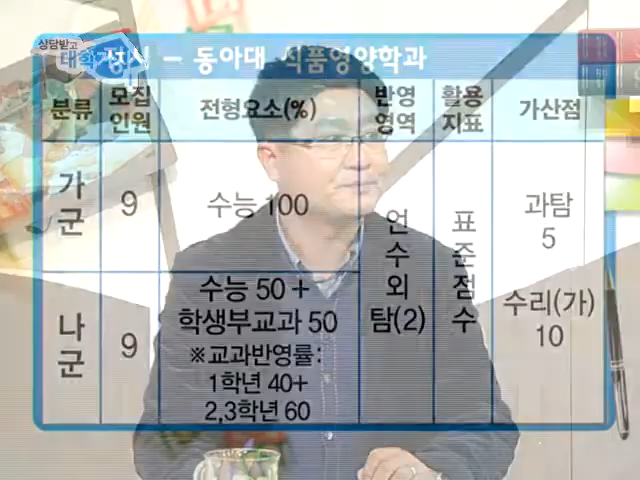 상담받고
대학가자
정시 – 동아대 식품영양학과
분류 모집인원 전형요소(%) 반영영역 활용지표 가산점
가군 9 수능 100 언수외탐(2) 표준점수 과탐 5
나군 9 수능 50 +
학생부교과 50
※교과반영률:
1학년 40+
2,3학년 60
수리(가)
10